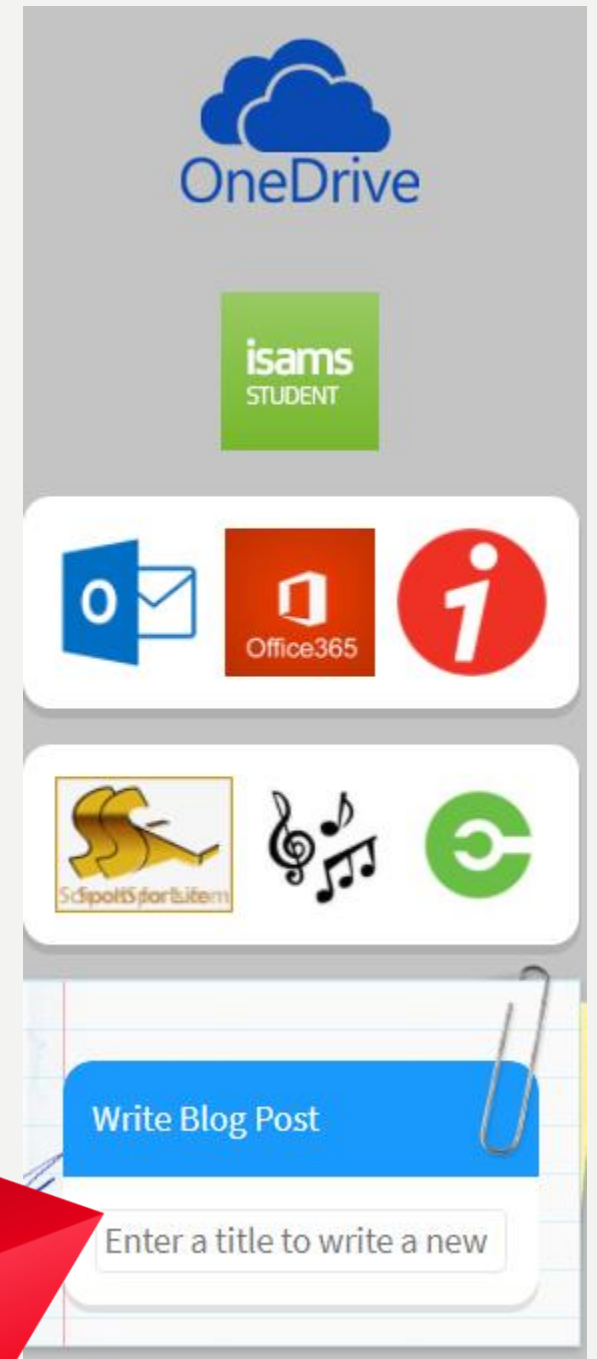 OneDrive
isams
STUDENT
O
Office365
Write Blog Post
Enter a title to write a new